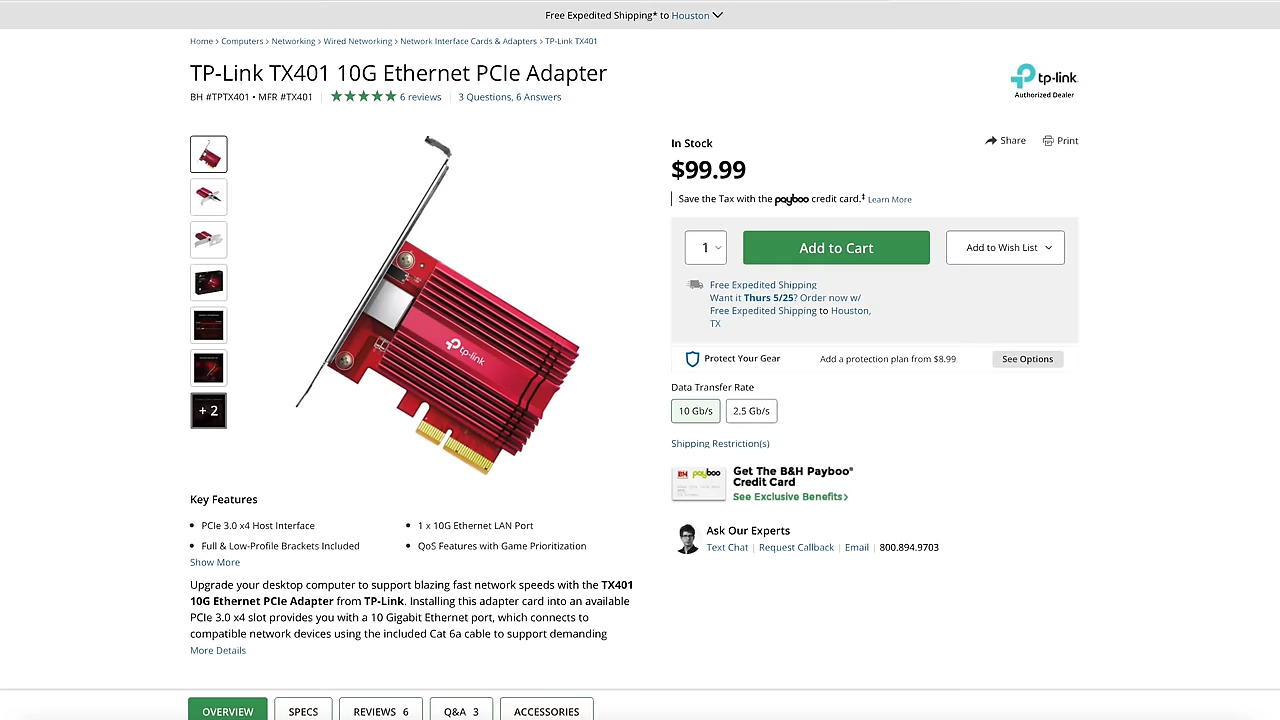 Free Expedited Shipping* to Houston
Home > Computers > Networking > Wired Networking > Network Interface Cards & Adapters > TP-Link TX401
TP-Link TX401 10G Ethernet PCIe Adapter
BH #TPTX401 • MFR #TX401
6 reviews
3 Questions, 6 Answers
tp-link
Authorized Dealer
+ 2
tp-link
In Stock
Share
Print
$99.99
Save the Tax with the payboo credit card.‡ Learn More
1
Add to Cart
Add to Wish List
Free Expedited Shipping
Want it Thurs 5/25? Order now w/
Free Expedited Shipping to Houston,
TX
Protect Your Gear
Add a protection plan from $8.99
See Options
Data Transfer Rate
10 Gb/s
2.5 Gb/s
Shipping Restriction(s)
BH payboo
Get The B&H Payboo®
Credit Card
See Exclusive Benefits>
Ask Our Experts
Text Chat | Request Callback | Email | 800.894.9703
Key Features
• PCIe 3.0 x4 Host Interface
• 1 x 10G Ethernet LAN Port
• Full & Low-Profile Brackets Included
• QoS Features with Game Prioritization
Show More
Upgrade your desktop computer to support blazing fast network speeds with the TX401
10G Ethernet PCIe Adapter from TP-Link. Installing this adapter card into an available
PCIe 3.0 x4 slot provides you with a 10 Gigabit Ethernet port, which connects to
compatible network devices using the included Cat 6a cable to support demanding
More Details
OVERVIEW
SPECS
REVIEWS 6
Q&A 3
ACCESSORIES